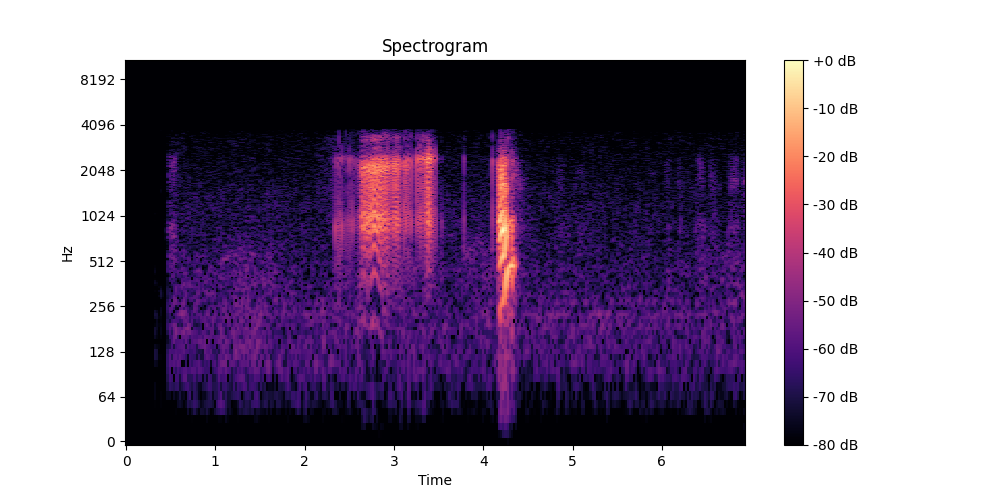 Spectrogram
8192
4096
2048
1024
512
256
128
64
0
Hz
0 1 2 3 4 5 6
Time
+0 dB
-10 dB
-20 dB
-30 dB
-40 dB
-50 dB
-60 dB
-70 dB
-80 dB